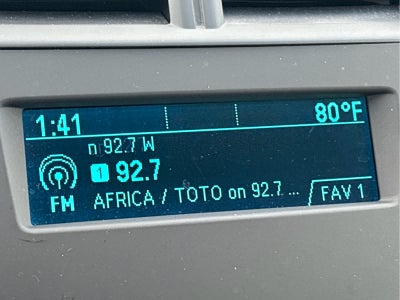 1:41 80°F
n 92.7 W
1 92.7
FM AFRICA / TOTO on 92.7 ... FAV 1